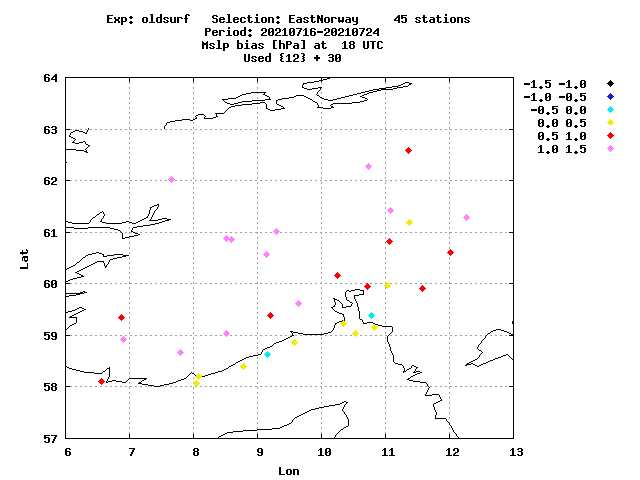 Exp: oldsurf Selection: EastNorway 45 stations
Period: 20210716-20210724
Mslp bias [hPa] at 18 UTC
Used {12} + 30
64
63
62
61
60
59
58
57
Lat
6 7 8 9 10 11 12 13
Lon
-1.5 -1.0
-1.0 -0.5
-0.5 0.0
0.0 0.5
0.5 1.0
1.0 1.5